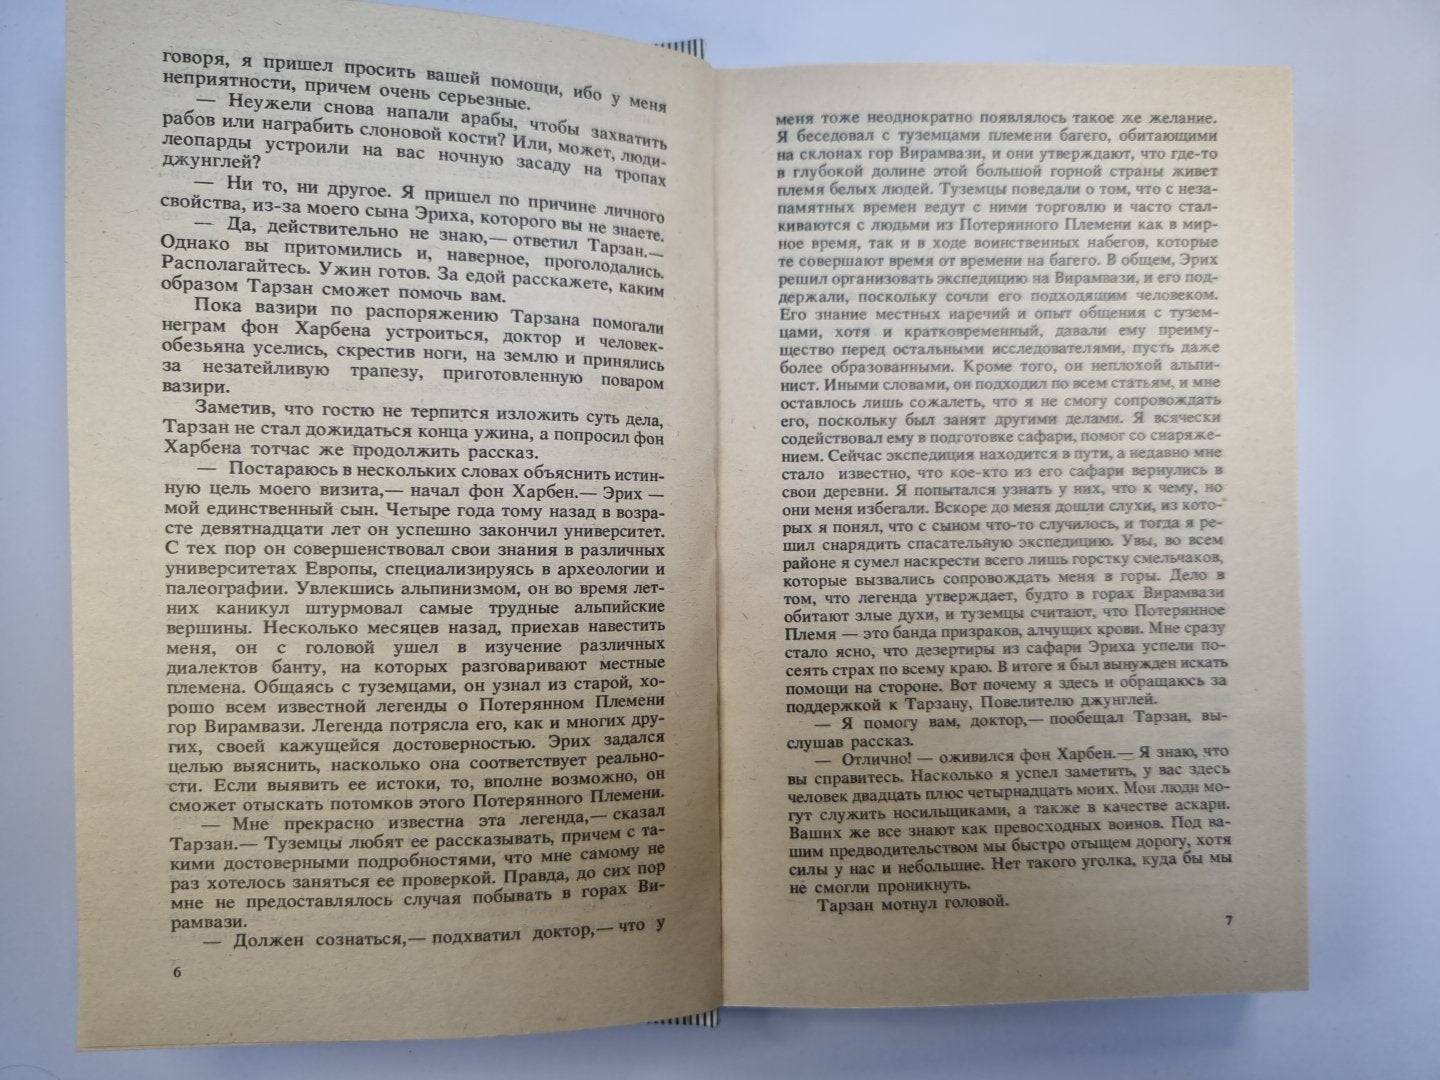 говоря, я пришел просить вашей помощи, ибо у меня
неприятности, причем очень серьезные.
— Неужели снова напали арабы, чтобы захватить
рабов или награбить слоновой кости? Или, может, люди-
леопарды устроили на вас ночную засаду на тропах
джунглей?
— Ни то, ни другое. Я пришел по причине личного
свойства, из-за моего сына Эриха, которого вы не знаете.
— Да, действительно не знаю,— ответил Тарзан.—
Однако вы притомились и, наверное, проголодались.
Располагайтесь. Ужин готов. За едой расскажете, каким
образом Тарзан сможет помочь вам.
Пока вазири по распоряжению Тарзана помогали
неграм фон Харбена устроиться, доктор и человек-
обезьяна уселись, скрестив ноги, на землю и принялись
за незатейливую трапезу, приготовленную поваром
вазири.
Заметив, что гостю не терпится изложить суть дела,
Тарзан не стал дожидаться конца ужина, а попросил фон
Харбена тотчас же продолжить рассказ.
— Постараюсь в нескольких словах объяснить истин-
ную цель моего визита,— начал фон Харбен.— Эрих —
мой единственный сын. Четыре года тому назад в возра-
сте девятнадцати лет он успешно закончил университет.
С тех пор он совершенствовал свои знания в различных
университетах Европы, специализируясь в археологии и
палеографии. Увлекшись альпинизмом, он во время лет-
них каникул штурмовал самые трудные альпийские
вершины. Несколько месяцев назад, приехав навестить
меня, он с головой ушел в изучение различных
диалектов банту, на которых разговаривают местные
племена. Общаясь с туземцами, он узнал из старой, хо-
рошо всем известной легенды о Потерянном Племени
гор Вирамвази. Легенда потрясла его, как и многих дру-
гих, своей кажущейся достоверностью. Эрих задался
целью выяснить, насколько она соответствует реально-
сти. Если выявить ее истоки, то, вполне возможно, он
сможет отыскать потомков этого Потерянного Племени.
— Мне прекрасно известна эта легенда,— сказал
Тарзан.— Туземцы любят ее рассказывать, причем с та-
кими достоверными подробностями, что мне самому не
раз хотелось заняться ее проверкой. Правда, до сих пор
мне не предоставлялось случая побывать в горах Ви-
рамвази.
— Должен сознаться,— подхватил доктор,— что у
6
меня тоже неоднократно появлялось такое же желание.
Я беседовал с туземцами племени багего, обитающими
на склонах гор Вирамвази, и они утверждают, что где-то
в глубокой долине этой большой горной страны живет
племя белых людей. Туземцы поведали о том, что с неза-
памятных времен ведут с ними торговлю и часто стал-
киваются с людьми из Потерянного Племени как в мир-
ное время, так и в ходе воинственных набегов, которые
те совершают время от времени на багего. В общем, Эрих
решил организовать экспедицию на Вирамвази, и его под-
держали, поскольку сочли его подходящим человеком.
Его знание местных наречий и опыт общения с тузем-
цами, хотя и кратковременный, давали ему преиму-
щество перед остальными исследователями, пусть даже
более образованными. Кроме того, он неплохой альпи-
нист. Иными словами, он подходил по всем статьям, и мне
оставлось лишь сожалеть, что я не смогу сопровождать
его, поскольку был занят другими делами. Я всячески
содействовал ему в подготовке сафари, помог со снаряже-
нием. Сейчас экспедиция находится в пути, а недавно мне
стало известно, что кое-кто из его сафари вернулись в
свои деревни. Я попытался узнать у них, что к чему, но
они меня избегали. Вскоре до меня дошли слухи, из кото-
рых я понял, что с сыном что-то случилось, и тогда я ре-
шил снарядить спасательную экспедицию. Увы, во всем
районе я сумел наскрести всего лишь горстку смельчаков,
которые вызвались сопровождать меня в горы. Дело в
том, что легенда утверждает, будто в горах Вирамвази
обитают злые духи, и туземцы считают, что Потерянное
Племя — это банда призраков, алчущих крови. Мне сразу
стало ясно, что дезертиры из сафари Эриха успели по-
сеять страх по всему краю. В итоге я был вынужден искать
помощи на стороне. Вот почему я здесь и обращаюсь за
поддержкой к Тарзану, Повелителю джунглей.
— Я помогу вам, доктор,— пообещал Тарзан, вы-
слушав рассказ.
— Отлично! — оживился фон Харбен.— Я знаю, что
вы справитесь. Насколько я успел заметить, у вас здесь
человек двадцать плюс четырнадцать моих. Мои люди мо-
гут служить носильщиками, а также в качестве аскари.
Ваших же все знают как превосходных воинов. Под ва-
шим предводительством мы быстро отыщем дорогу, хотя
силы у нас и небольшие. Нет такого уголка, куда бы мы
не смогли проникнуть.
Тарзан мотнул головой.
7